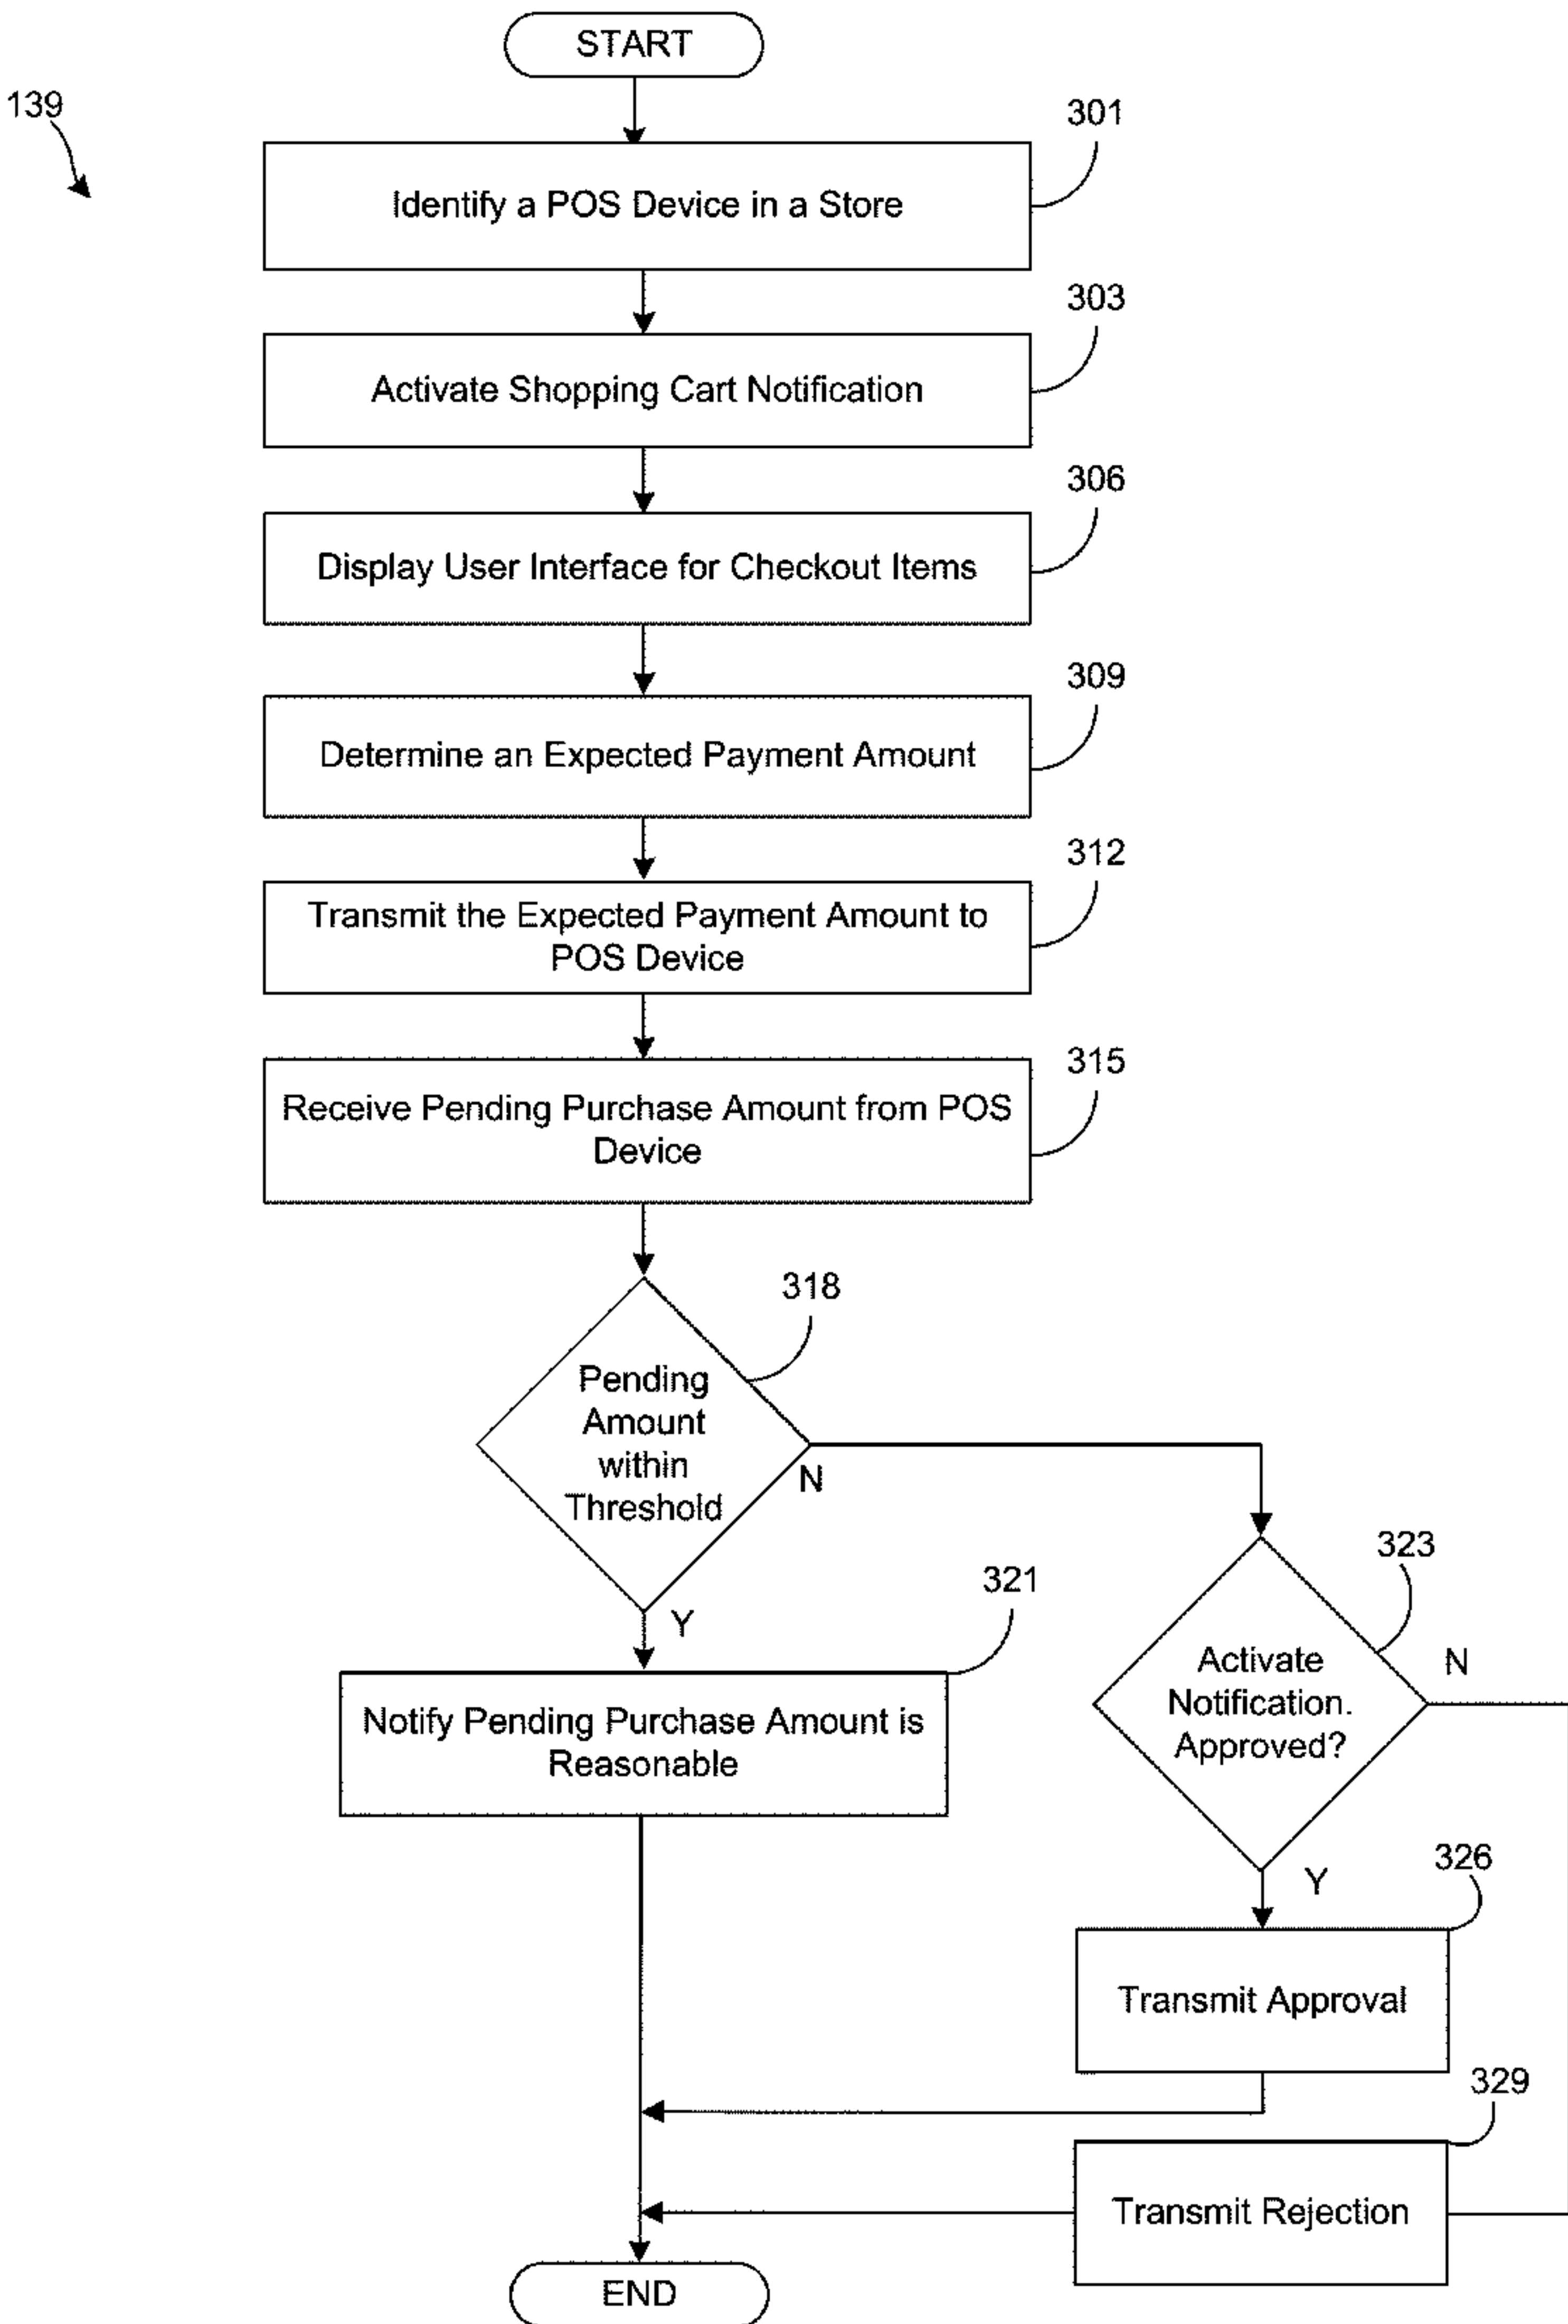 START
139
301
Identify a POS Device in a Store
303
Activate Shopping Cart Notification
306
Display User Interface for Checkout Items
309
Determine an Expected Payment Amount
312
Transmit the Expected Payment Amount to
POS Device
315
Receive Pending Purchase Amount from POS
Device
318
Pending
Amount
within
Threshold
N
Y
321
Notify Pending Purchase Amount is
Reasonable
323
Activate
Notification.
Approved?
N
Y
326
Transmit Approval
329
Transmit Rejection
END